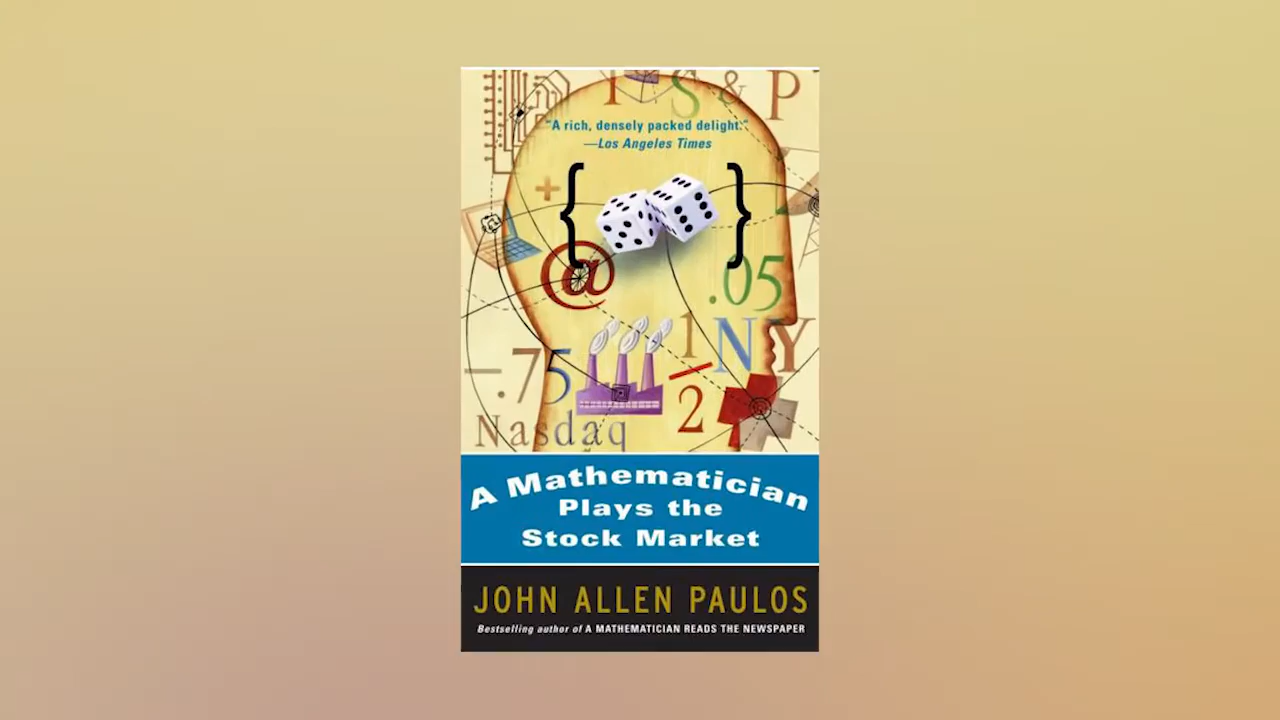 S & P
"A rich, densely packed delight."
—Los Angeles Times
{ }
+
@
.05
1
2
NY
–.75
Nasdaq
A Mathematician
Plays the
Stock Market
JOHN ALLEN PAULOS
Bestselling author of A MATHEMATICIAN READS THE NEWSPAPER